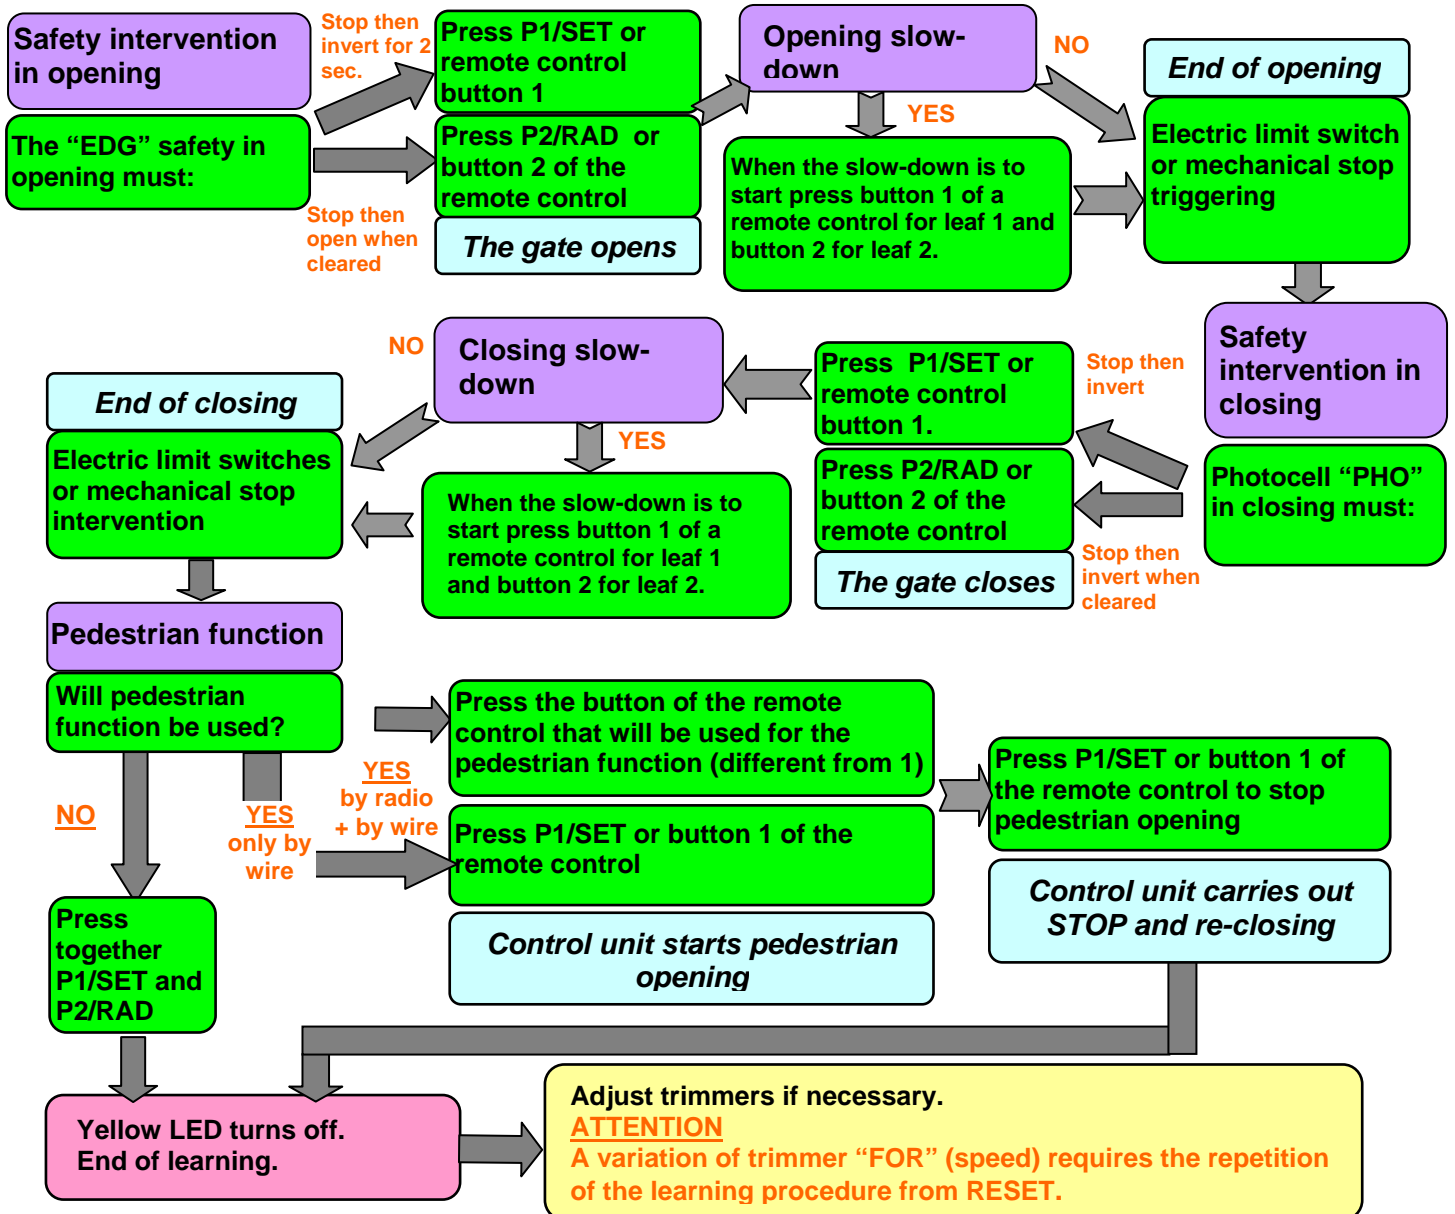 Safety intervention
in opening
The “EDG” safety in
opening must:
Stop then
invert for 2
sec.
Stop then
open when
cleared
Press P1/SET or
remote control
button 1
Press P2/RAD or
button 2 of the
remote control
The gate opens
Opening slow-
down
NO
YES
When the slow-down is to
start press button 1 of a
remote control for leaf 1 and
button 2 for leaf 2.
End of opening
Electric limit switch
or mechanical stop
triggering
Safety
intervention in
closing
Photocell “PHO”
in closing must:
Stop then
invert
Stop then
invert when
cleared
Press P1/SET or
remote control
button 1.
Press P2/RAD or
button 2 of the
remote control
The gate closes
Closing slow-
down
NO
YES
When the slow-down is to
start press button 1 of a
remote control for leaf 1
and button 2 for leaf 2.
End of closing
Electric limit switches
or mechanical stop
intervention
Pedestrian function
Will pedestrian
function be used?
NO
YES
only by
wire
YES
by radio
+ by wire
Press the button of the remote
control that will be used for the
pedestrian function (different from 1)
Press P1/SET or button 1 of the
remote control
Control unit starts pedestrian
opening
Press P1/SET or button 1 of
the remote control to stop
pedestrian opening
Control unit carries out
STOP and re-closing
Press
together
P1/SET and
P2/RAD
Yellow LED turns off.
End of learning.
Adjust trimmers if necessary.
ATTENTION
A variation of trimmer “FOR” (speed) requires the repetition
of the learning procedure from RESET.